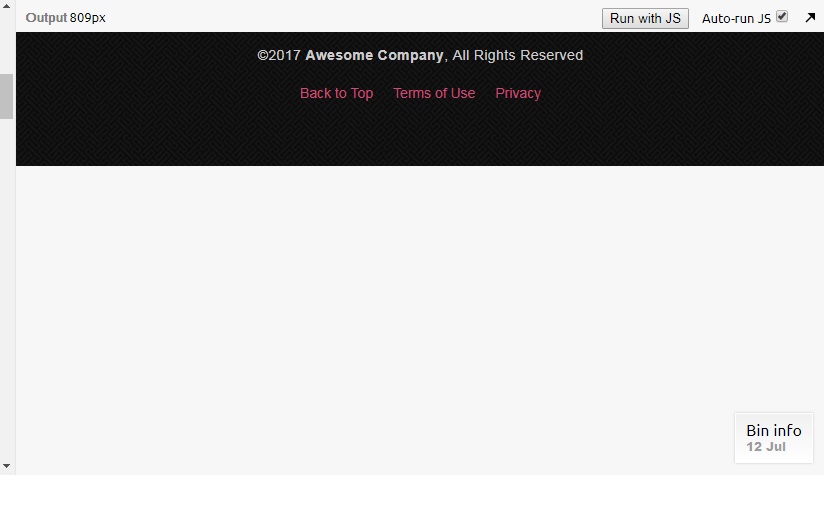 Output 809px Run with JS Auto-run JS
©2017 Awesome Company, All Rights Reserved
Back to Top Terms of Use Privacy
Bin info
12 Jul